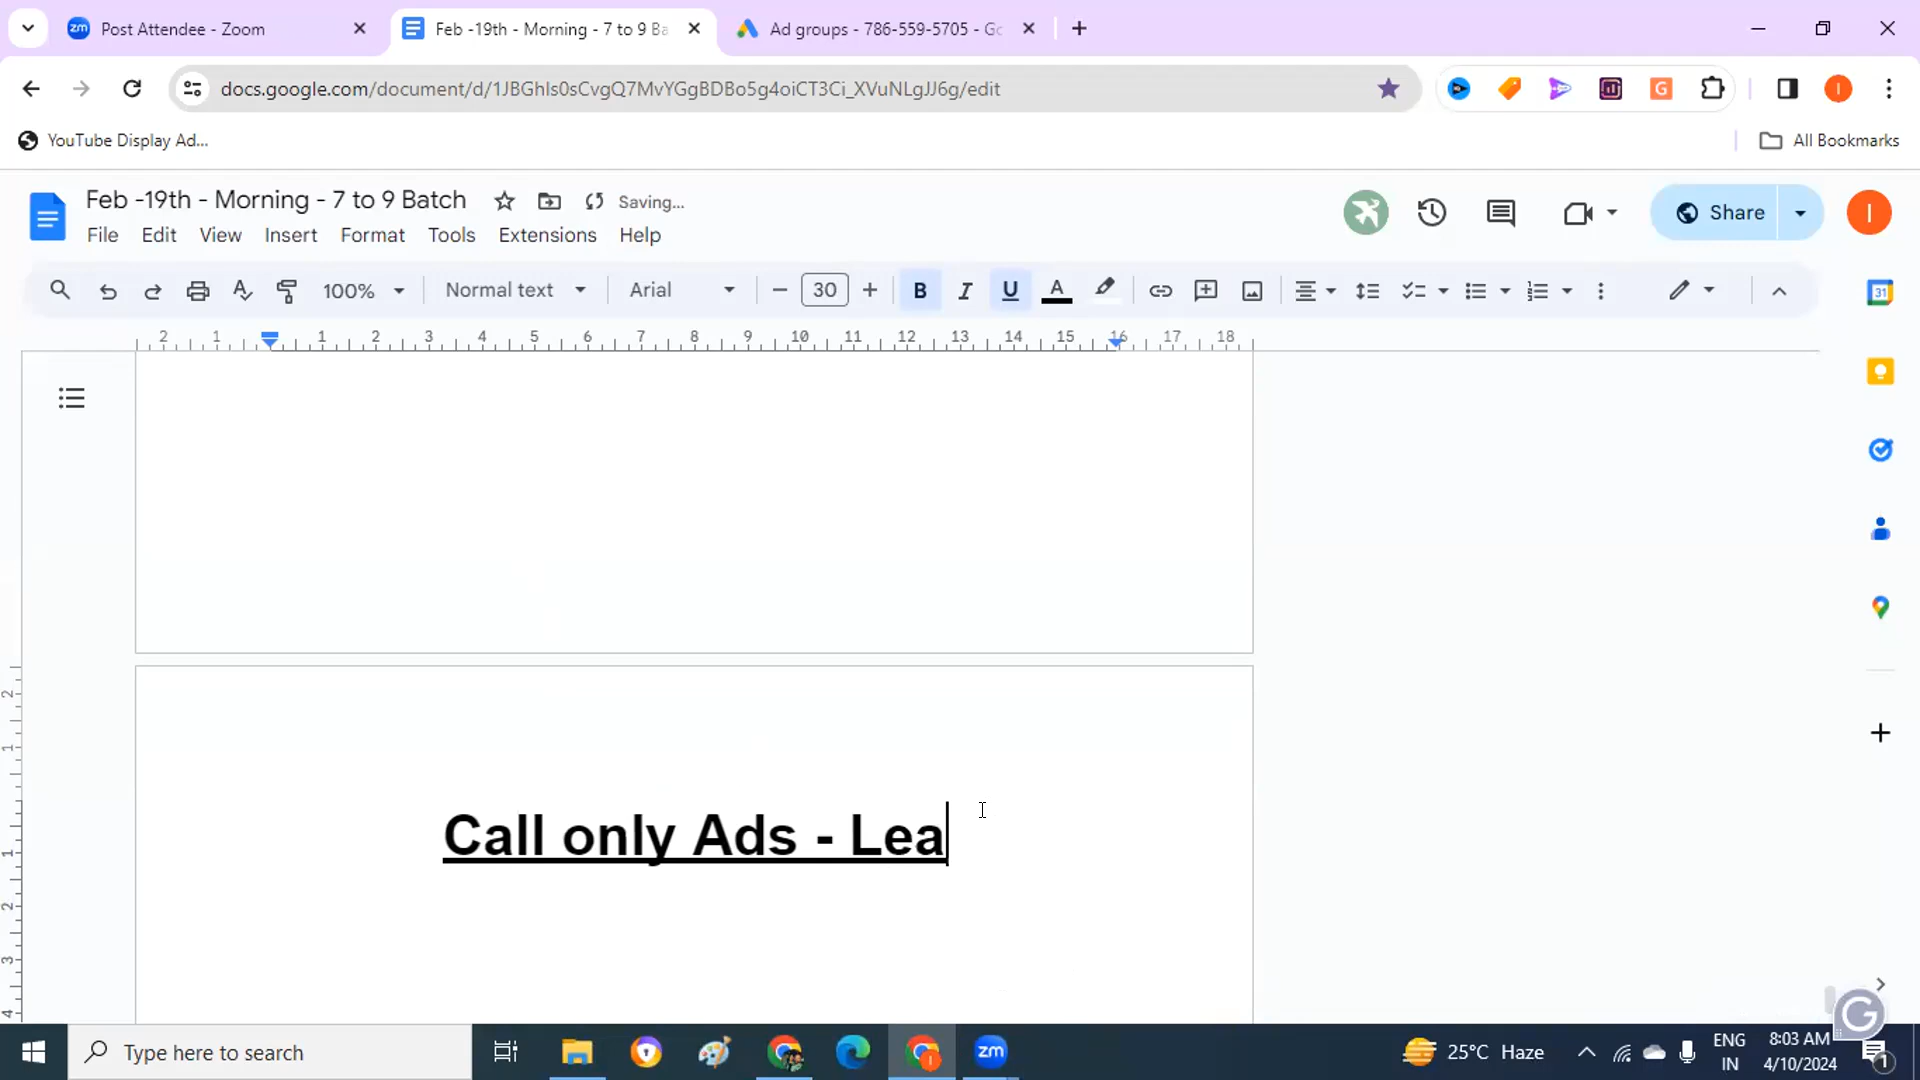 zm Post Attendee - Zoom
Feb -19th - Morning - 7 to 9 Ba
Ad groups - 786-559-5705 - Go
docs.google.com/document/d/1JBGhIs0sCvgQ7MvYGgBDBo5g4oiCT3Ci_XVuNLgJJ6g/edit
YouTube Display Ad...
All Bookmarks
Feb -19th - Morning - 7 to 9 Batch
Saving...
Share
File Edit View Insert Format Tools Extensions Help
100% Normal text Arial 30 B I U A
2 1 1 2 3 4 5 6 7 8 9 10 11 12 13 14 15 16 17 18
Call only Ads - Lea
Type here to search
zm
25°C Haze
ENG
IN
8:03 AM
4/10/2024
1